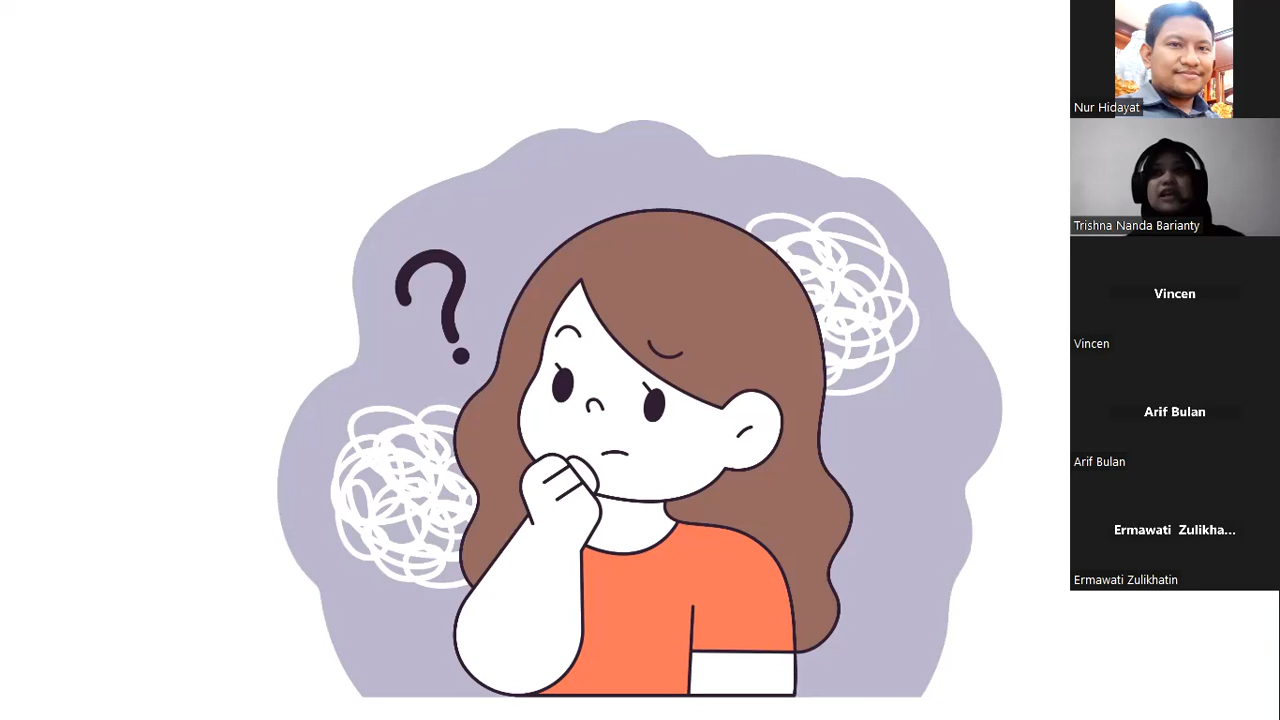 ?
Nur Hidayat
Trishna Nanda Barianty
Vincen
Vincen
Arif Bulan
Arif Bulan
Ermawati Zulikha...
Ermawati Zulikhatin